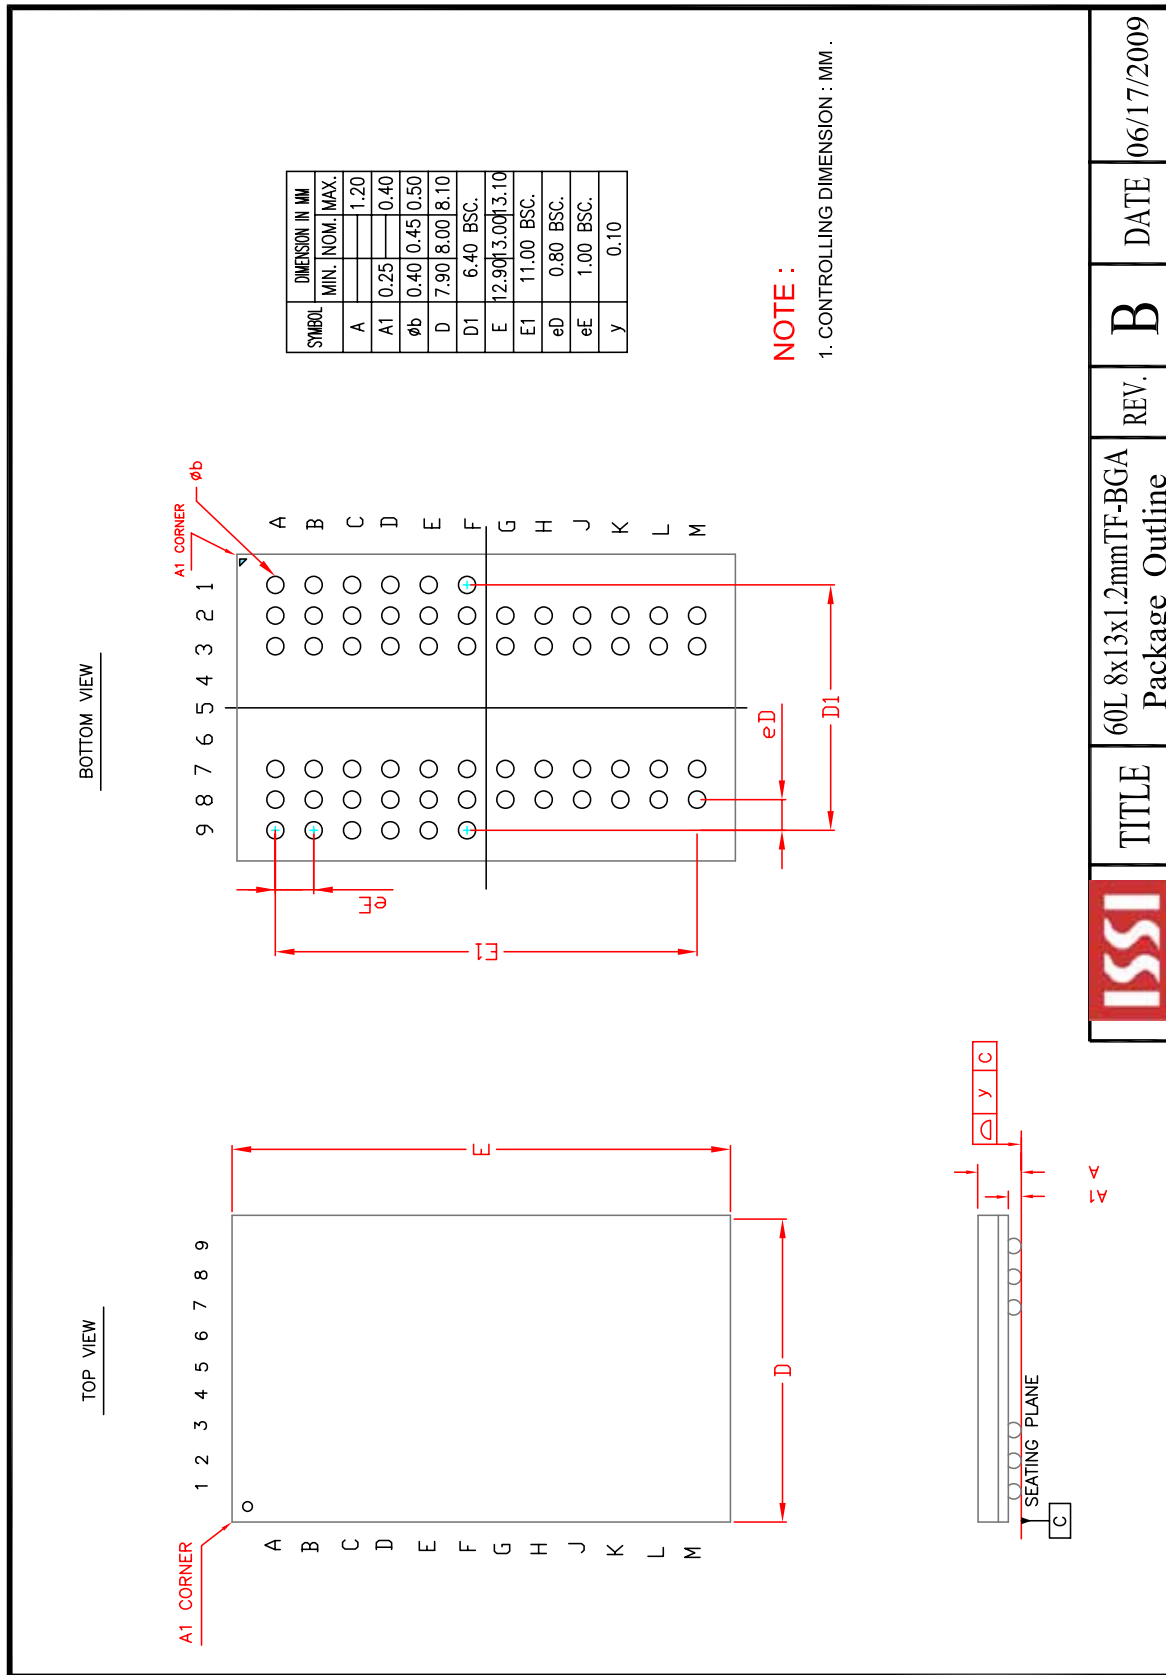 TOP VIEW
A1 CORNER
1 2 3 4 5 6 7 8 9
A
B
C
D
E
F
G
H
J
K
L
M
E
D
BOTTOM VIEW
A1 CORNER
øb
9 8 7 6 5 4 3 2 1
A
B
C
D
E
F
G
H
J
K
L
M
eE
E1
eD
D1
SYMBOL DIMENSION IN MM
MIN. NOM. MAX.
A 1.20
A1 0.25 0.40
øb 0.40 0.45 0.50
D 7.90 8.00 8.10
D1 6.40 BSC.
E 12.90 13.00 13.10
E1 11.00 BSC.
eD 0.80 BSC.
eE 1.00 BSC.
y 0.10
NOTE :
1. CONTROLLING DIMENSION : MM .
y C
A
A1
SEATING PLANE
C
ISSI
TITLE
60L 8x13x1.2mmTF-BGA
Package Outline
REV.
B
DATE
06/17/2009